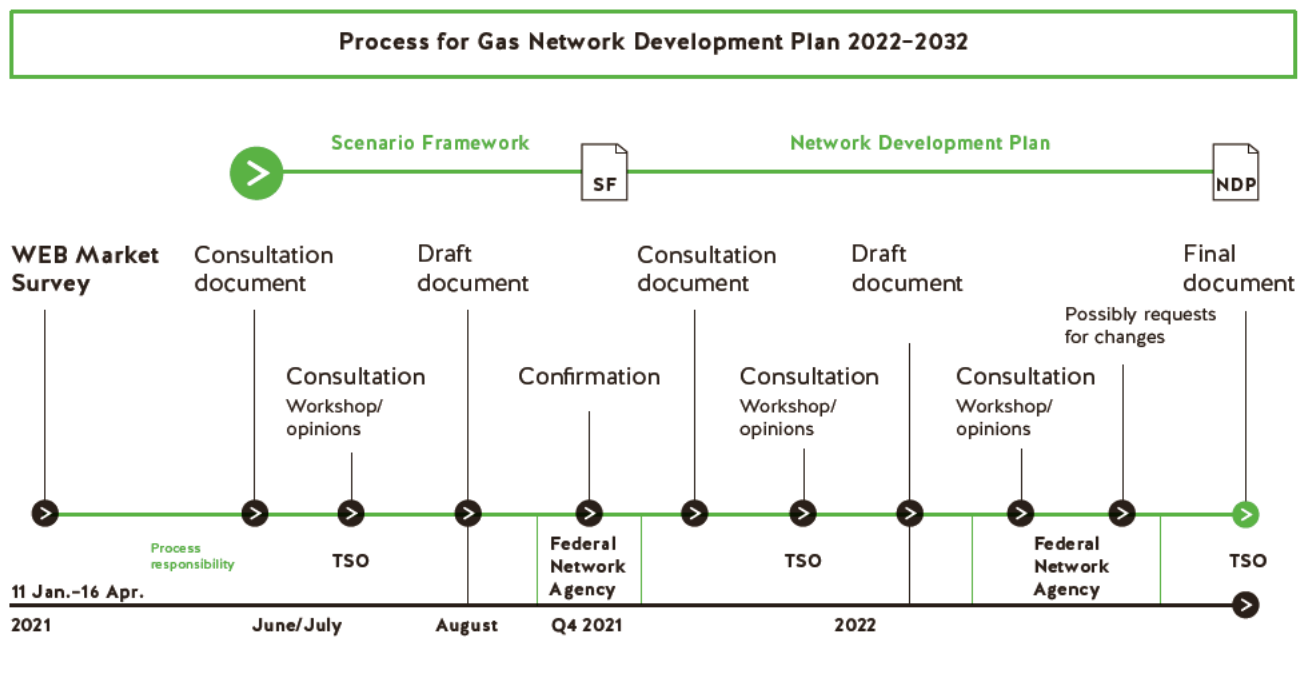 Process for Gas Network Development Plan 2022–2032
Scenario Framework
Network Development Plan
SF
NDP
WEB Market
Survey
Consultation
document
Draft
document
Consultation
document
Draft
document
Final
document
Possibly requests
for changes
Consultation
Workshop/
opinions
Confirmation
Consultation
Workshop/
opinions
Consultation
Workshop/
opinions
Process
responsibility
TSO
Federal
Network
Agency
TSO
Federal
Network
Agency
TSO
11 Jan.–16 Apr.
2021
June/July
August
Q4 2021
2022